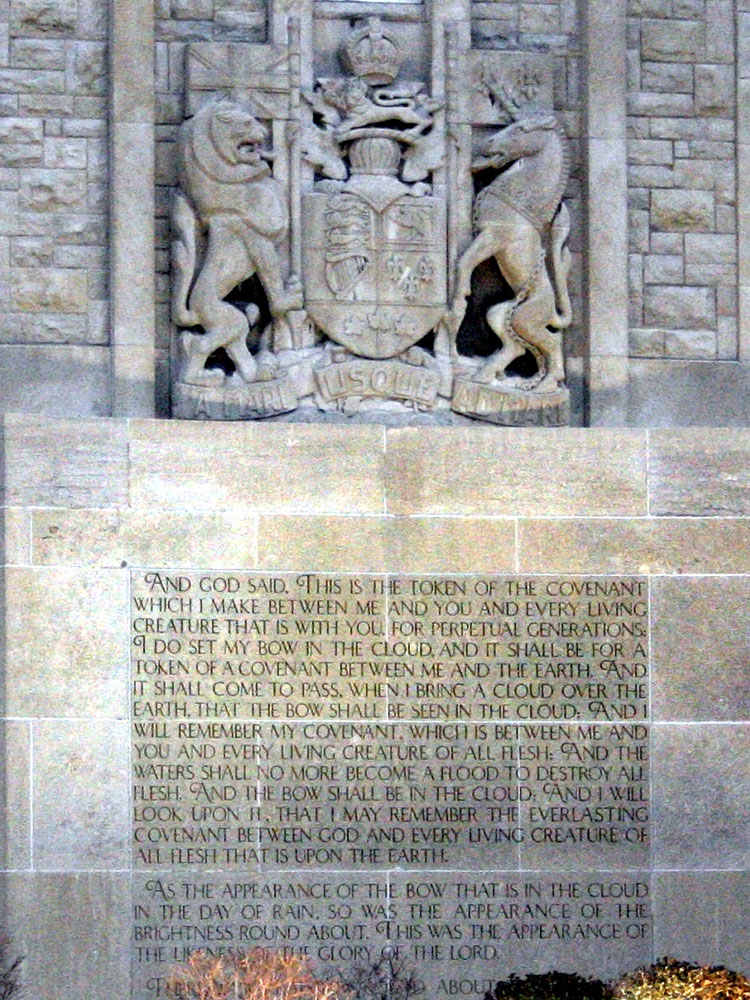 A MARI USQUE AD MARE
AND GOD SAID, THIS IS THE TOKEN OF THE COVENANT
WHICH I MAKE BETWEEN ME AND YOU AND EVERY LIVING
CREATURE THAT IS WITH YOU, FOR PERPETUAL GENERATIONS:
I DO SET MY BOW IN THE CLOUD, AND IT SHALL BE FOR A
TOKEN OF A COVENANT BETWEEN ME AND THE EARTH. AND
IT SHALL COME TO PASS, WHEN I BRING A CLOUD OVER THE
EARTH, THAT THE BOW SHALL BE SEEN IN THE CLOUD: AND I
WILL REMEMBER MY COVENANT, WHICH IS BETWEEN ME AND
YOU AND EVERY LIVING CREATURE OF ALL FLESH: AND THE
WATERS SHALL NO MORE BECOME A FLOOD TO DESTROY ALL
FLESH. AND THE BOW SHALL BE IN THE CLOUD; AND I WILL
LOOK UPON IT, THAT I MAY REMEMBER THE EVERLASTING
COVENANT BETWEEN GOD AND EVERY LIVING CREATURE OF
ALL FLESH THAT IS UPON THE EARTH.
AS THE APPEARANCE OF THE BOW THAT IS IN THE CLOUD
IN THE DAY OF RAIN, SO WAS THE APPEARANCE OF THE
BRIGHTNESS ROUND ABOUT. THIS WAS THE APPEARANCE OF
THE LIKENESS OF THE GLORY OF THE LORD.
ABOUT